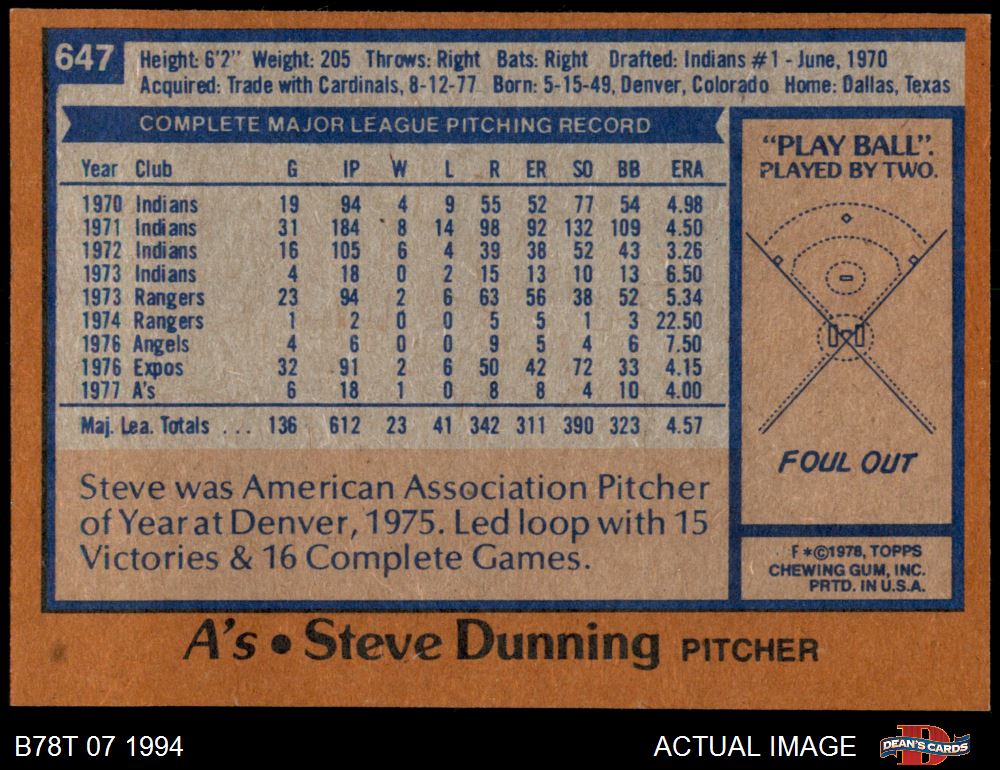 647
Height: 6'2" Weight: 205 Throws: Right Bats: Right Drafted: Indians #1 - June, 1970
Acquired: Trade with Cardinals, 8-12-77 Born: 5-15-49, Denver, Colorado Home: Dallas, Texas
COMPLETE MAJOR LEAGUE PITCHING RECORD
Year Club G IP W L R ER SO BB ERA
1970 Indians 19 94 4 9 55 52 77 54 4.98
1971 Indians 31 184 8 14 98 92 132 109 4.50
1972 Indians 16 105 6 4 39 38 52 43 3.26
1973 Indians 4 18 0 2 15 13 10 13 6.50
1973 Rangers 23 94 2 6 63 56 38 52 5.34
1974 Rangers 1 2 0 0 5 5 1 3 22.50
1976 Angels 4 6 0 0 9 5 4 6 7.50
1976 Expos 32 91 2 6 50 42 72 33 4.15
1977 A's 6 18 1 0 8 8 4 10 4.00
Maj. Lea. Totals ... 136 612 23 41 342 311 390 323 4.57
Steve was American Association Pitcher
of Year at Denver, 1975. Led loop with 15
Victories & 16 Complete Games.
"PLAY BALL".
PLAYED BY TWO.
FOUL OUT
F *©1978, TOPPS
CHEWING GUM, INC.
PRTD. IN U.S.A.
A's • Steve Dunning PITCHER
B78T 07 1994
ACTUAL IMAGE
DEAN'S CARDS